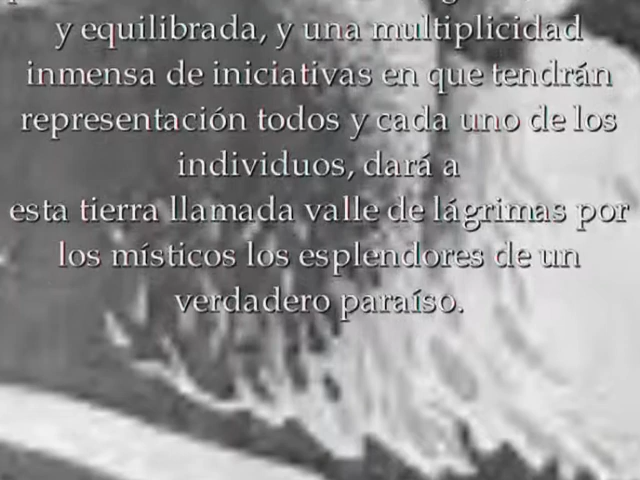 y equilibrada, y una multiplicidad
inmensa de iniciativas en que tendrán
representación todos y cada uno de los
individuos, dará a
esta tierra llamada valle de lágrimas por
los místicos los esplendores de un
verdadero paraíso.